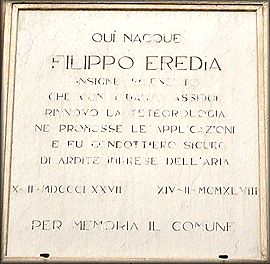 QUÍ NACQUE
FILIPPO EREDiA
INSIGNE
CHE CON ASSIDUI
RINNOVÒ LA METEOROLOGIA
NE PROMOSSE LE APPLICAZIONI
E FU CONDOTTIERO SICURO
DI ARDITE IMPRESE DELL'ARIA
X-II-MDCCCLXXVII XIV-II-MCMXLVIII
PER MEMORIA IL COMUNE